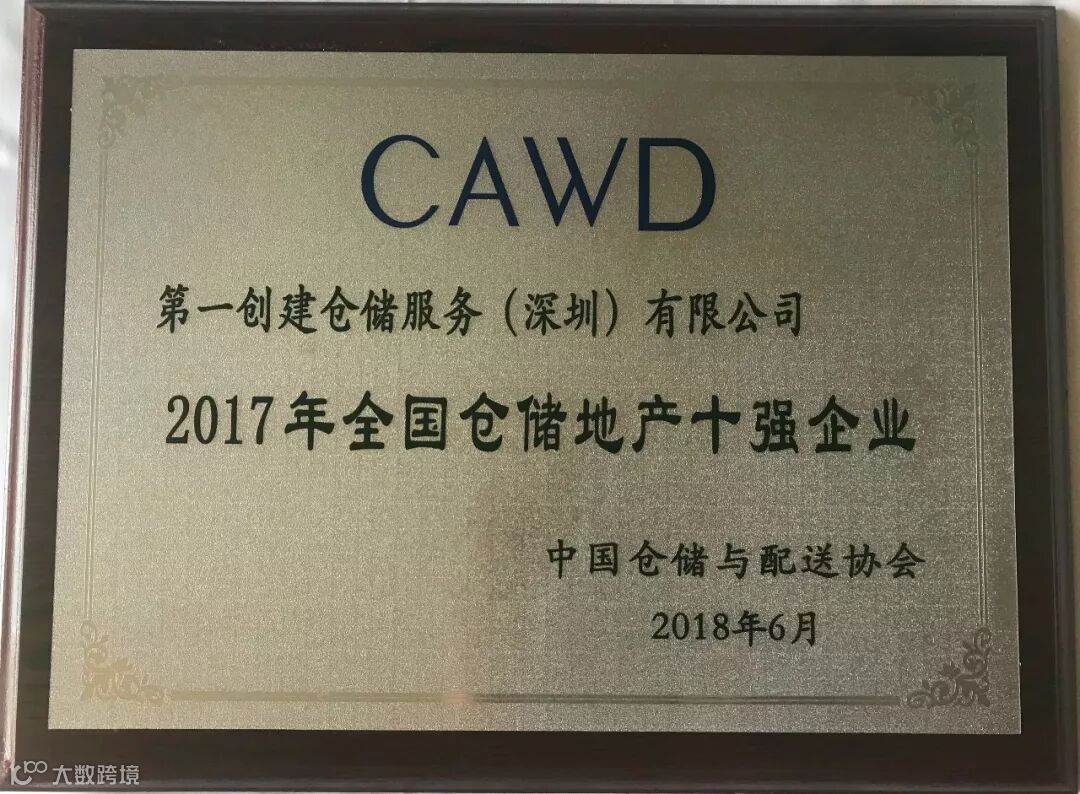 CAWD
第一创建仓储服务（深圳）有限公司
2017年全国仓储地产十强企业
中国仓储与配送协会
2018年6月
大数跨境